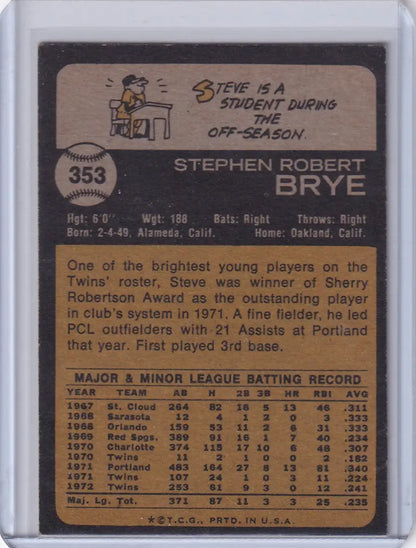 STEVE IS A
STUDENT DURING
THE
OFF-SEASON.
353
STEPHEN ROBERT
BRYE
Hgt: 6'0" Wgt: 188 Bats: Right Throws: Right
Born: 2-4-49, Alameda, Calif. Home: Oakland, Calif.
One of the brightest young players on the
Twins' roster, Steve was winner of Sherry
Robertson Award as the outstanding player
in club's system in 1971. A fine fielder, he led
PCL outfielders with 21 Assists at Portland
that year. First played 3rd base.
MAJOR & MINOR LEAGUE BATTING RECORD
YEAR TEAM AB H 2B 3B HR RBI AVG
1967 St. Cloud 264 82 16 5 13 46 .311
1968 Sarasota 12 4 1 2 0 3 .333
1968 Orlando 159 53 11 2 6 31 .333
1969 Red Spgs. 389 91 16 1 7 40 .234
1970 Charlotte 374 115 17 10 6 48 .307
1970 Twins 11 2 1 0 0 2 .182
1971 Portland 483 164 27 8 13 81 .340
1971 Twins 107 24 1 0 3 11 .224
1972 Twins 253 61 9 3 0 12 .241
Maj. Lg. Tot. 371 87 11 3 3 25 .235
*© T.C.G., PRTD. IN U.S.A.